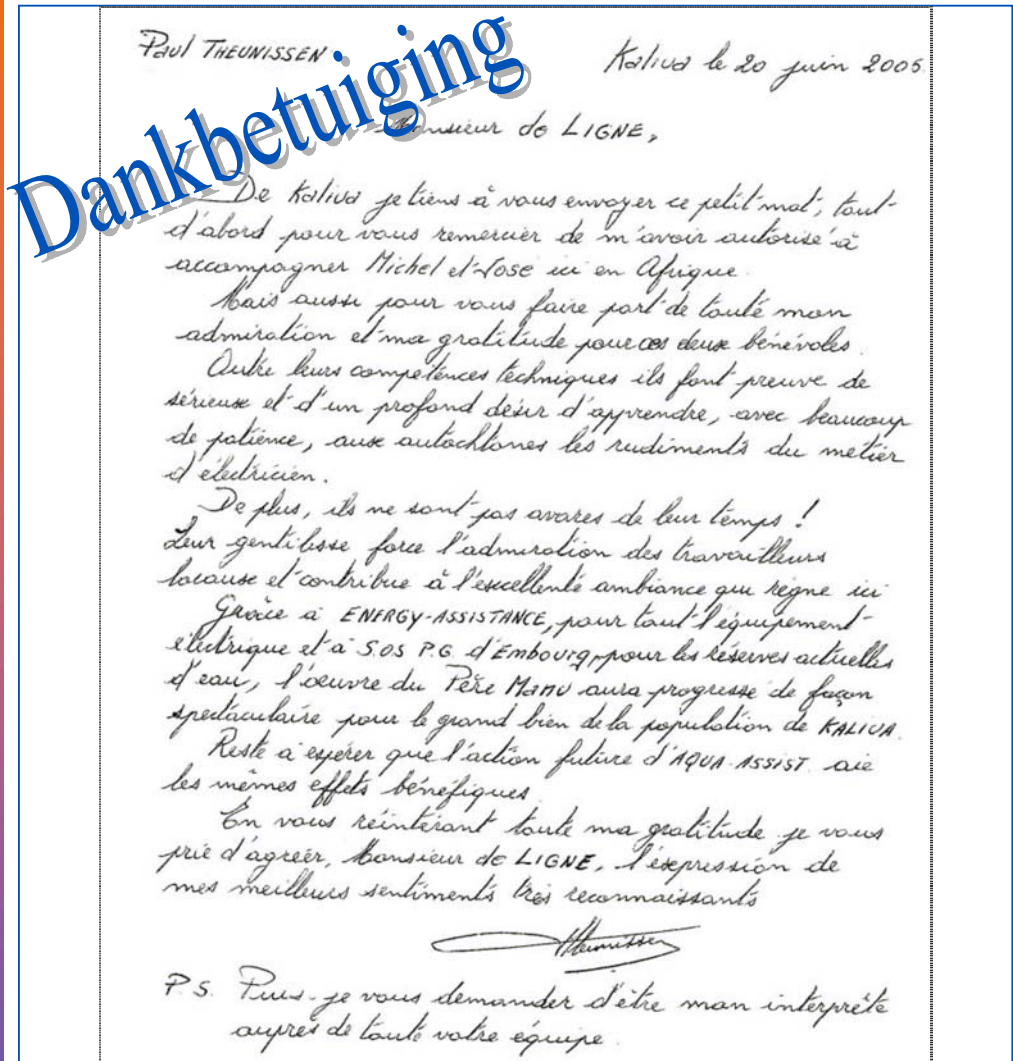 Paul THEUNISSEN
Kaliva le 20 juin 2005
Dankbetuiging
Monsieur de LIGNE,
De Kaliva je tiens à vous envoyer ce petit mot, tout
d'abord pour vous remercier de m'avoir autorisé à
accompagner Michel et José ici en Afrique.
Mais aussi pour vous faire part de toute mon
admiration et ma gratitude pour ces deux bénévoles.
Outre leurs compétences techniques ils font preuve de
sérieux et d'un profond désir d'apprendre, avec beaucoup
de patience, aux autochtones les rudiments du métier
d'électricien.
De plus, ils ne sont pas avares de leur temps !
Leur gentillesse force l'admiration des travailleurs
locaux et contribue à l'excellente ambiance qui règne ici
Grâce à ENERGY-ASSISTANCE, pour tout l'équipement
électrique et à S.OS P.G. d'Embourg, pour les réserves actuelles
d'eau, l'oeuvre du Père MANU aura progressé de façon
spectaculaire pour le grand bien de la population de KALIVA.
Reste à espérer que l'action future d'AQUA-ASSIST. aie
les mêmes effets bénéfiques.
En vous réintérant toute ma gratitude je vous
prie d'agréer, Monsieur de LIGNE, l'expression de
mes meilleurs sentiments très reconnaissants
Theunissen
P.S. Puis-je vous demander d'être mon interprète
auprès de toute votre équipe.